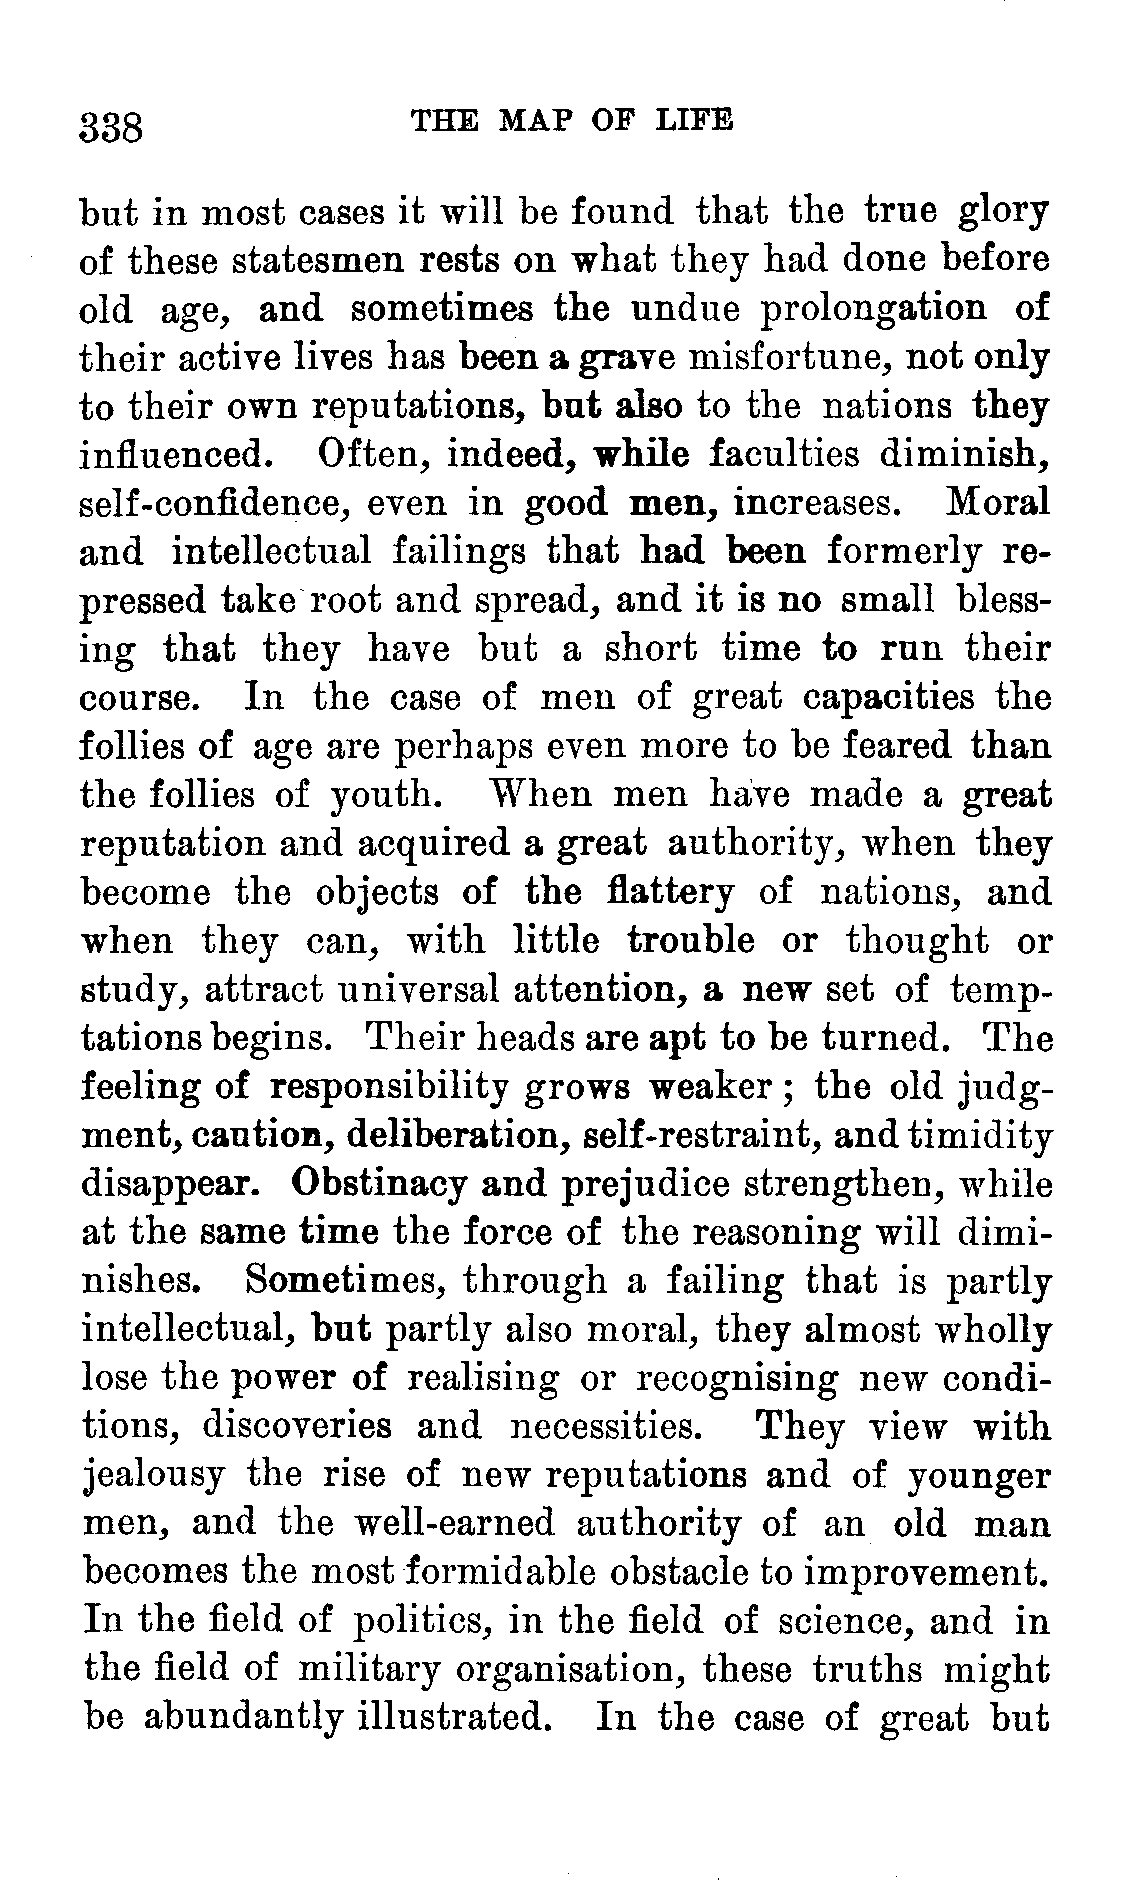 338 THE MAP OF LIFE
but in most cases it will be found that the true glory
of these statesmen rests on what they had done before
old age, and sometimes the undue prolongation of
their active lives has been a grave misfortune, not only
to their own reputations, but also to the nations they
influenced. Often, indeed, while faculties diminish,
self-confidence, even in good men, increases. Moral
and intellectual failings that had been formerly re-
pressed take root and spread, and it is no small bless-
ing that they have but a short time to run their
course. In the case of men of great capacities the
follies of age are perhaps even more to be feared than
the follies of youth. When men have made a great
reputation and acquired a great authority, when they
become the objects of the flattery of nations, and
when they can, with little trouble or thought or
study, attract universal attention, a new set of temp-
tations begins. Their heads are apt to be turned. The
feeling of responsibility grows weaker; the old judg-
ment, caution, deliberation, self-restraint, and timidity
disappear. Obstinacy and prejudice strengthen, while
at the same time the force of the reasoning will dimi-
nishes. Sometimes, through a failing that is partly
intellectual, but partly also moral, they almost wholly
lose the power of realising or recognising new condi-
tions, discoveries and necessities. They view with
jealousy the rise of new reputations and of younger
men, and the well-earned authority of an old man
becomes the most formidable obstacle to improvement.
In the field of politics, in the field of science, and in
the field of military organisation, these truths might
be abundantly illustrated. In the case of great but